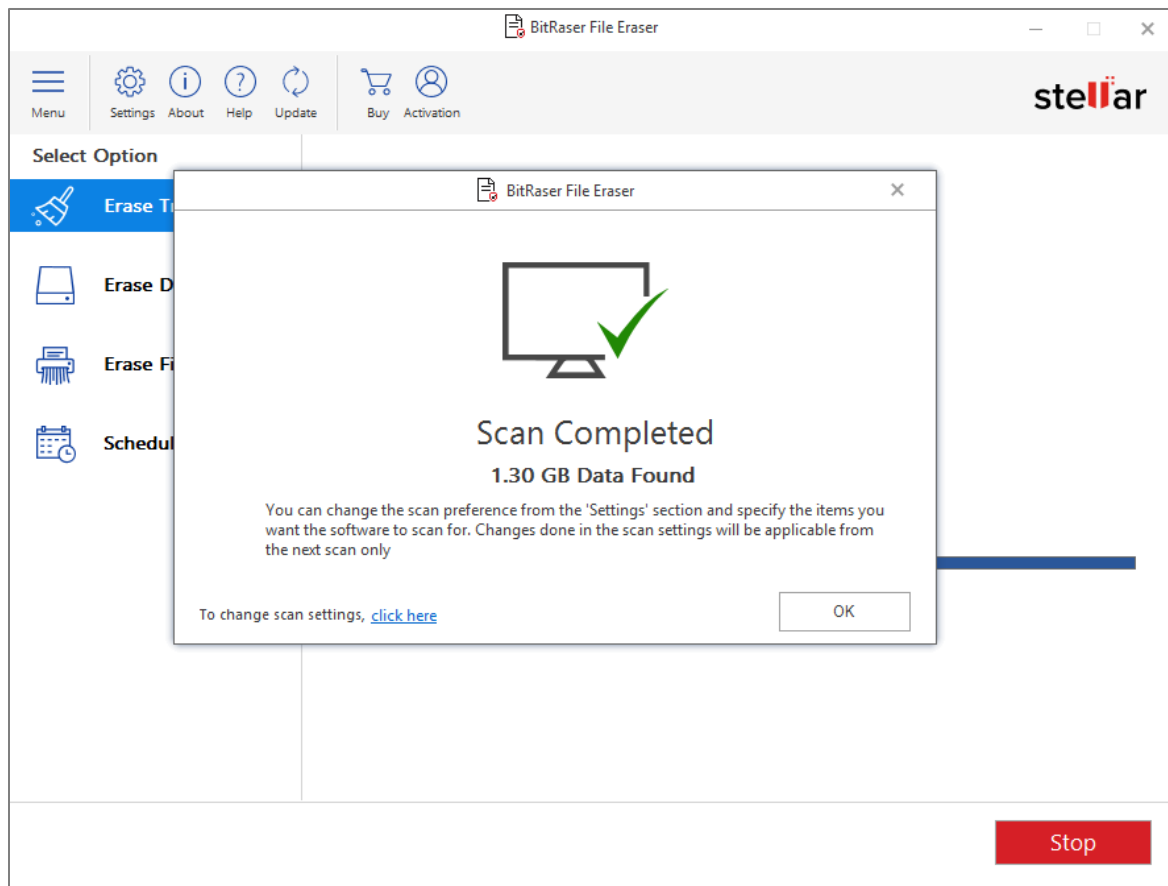 BitRaser File Eraser
Menu
Settings
About
Help
Update
Buy
Activation
stellar
Select Option
Erase
Erase
Erase
BitRaser File Eraser
Scan Completed
1.30 GB Data Found
You can change the scan preference from the 'Settings' section and specify the items you
want the software to scan for. Changes done in the scan settings will be applicable from
the next scan only
To change scan settings, click here
OK
Stop